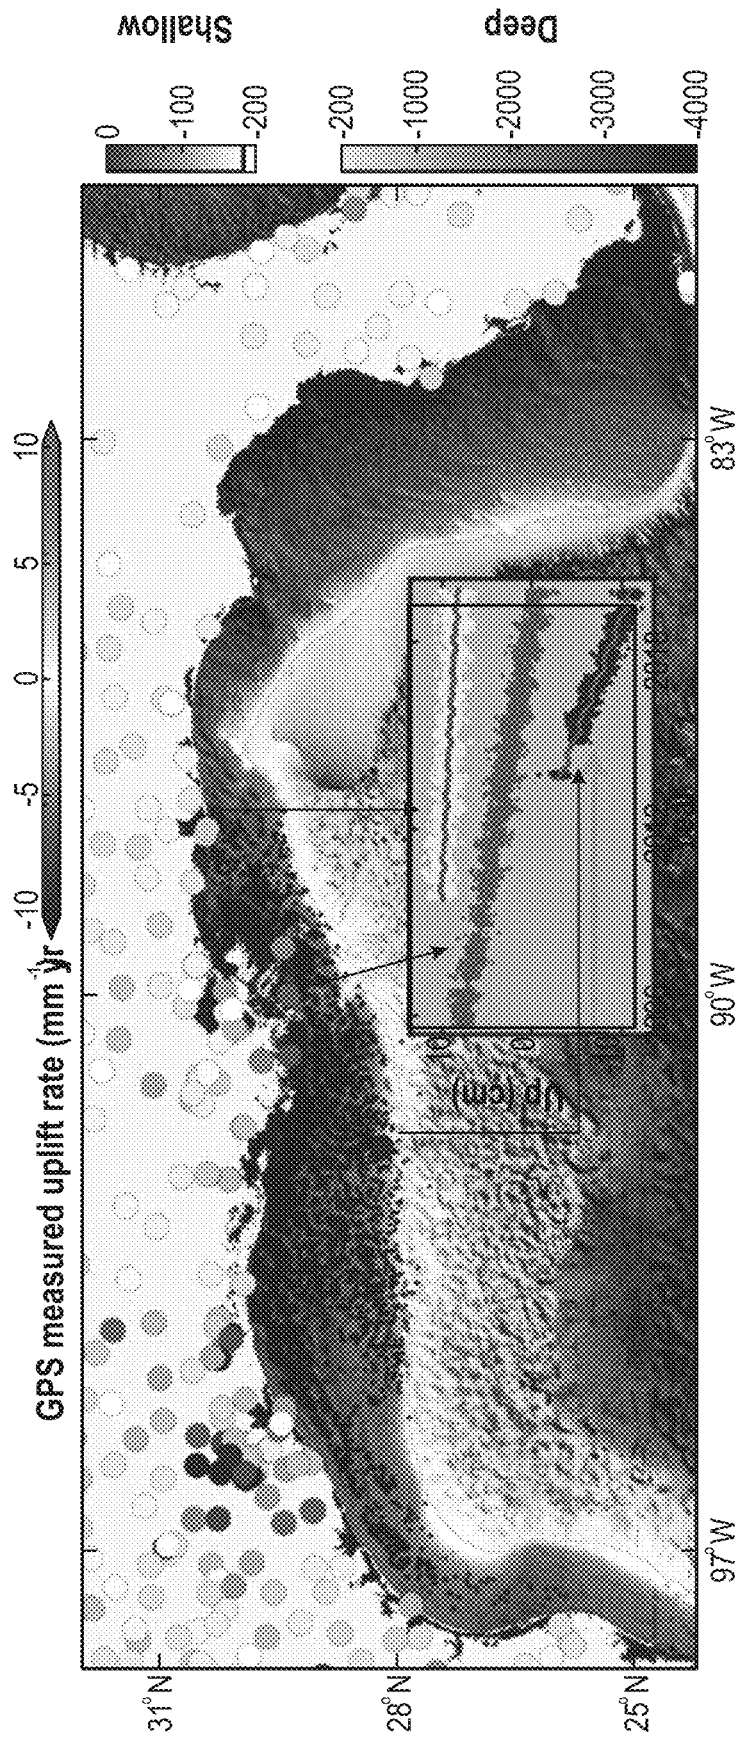 GPS measured uplift rate (mm yr⁻¹)
-10 -5 0 5 10
31°N
28°N
25°N
97°W
90°W
83°W
0
-100
-200
Shallow
-200
-1000
-2000
-3000
-4000
Deep
Up (cm)
10
0